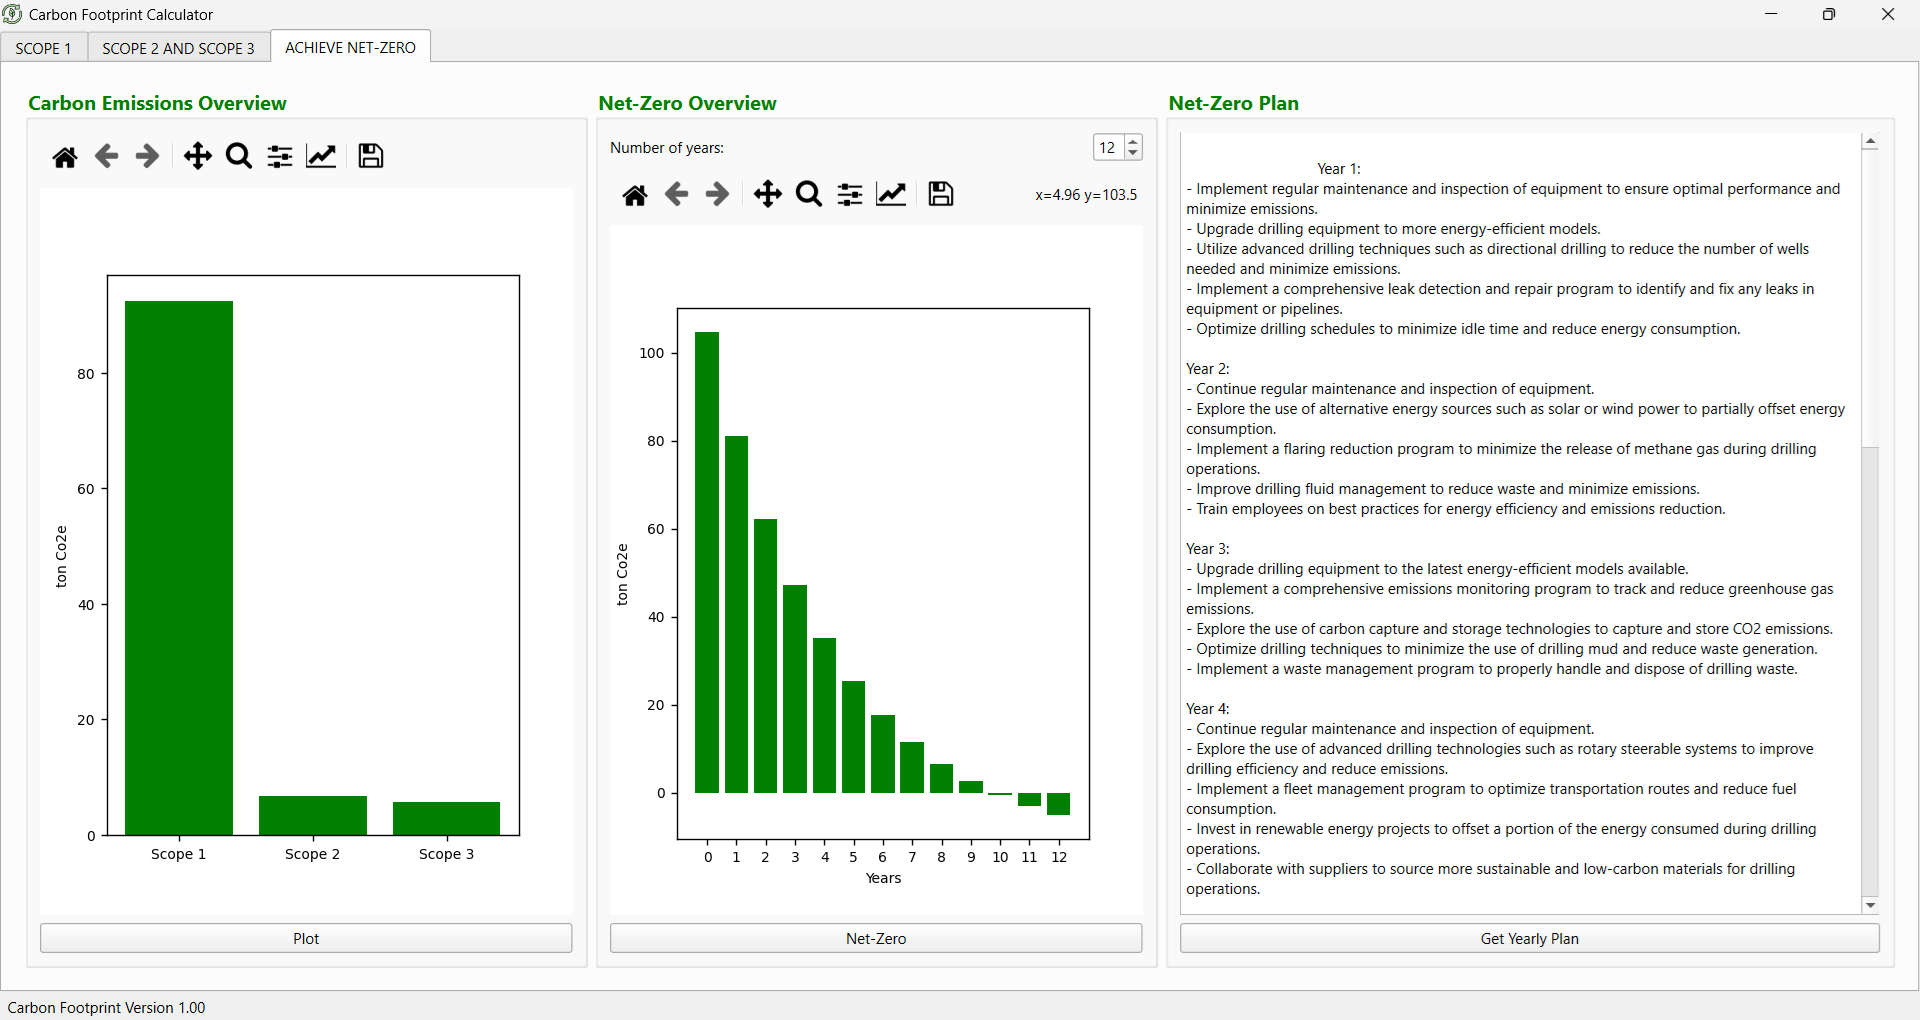 Carbon Footprint Calculator
SCOPE 1
SCOPE 2 AND SCOPE 3
ACHIEVE NET-ZERO
Carbon Emissions Overview
80
60
40
20
0
ton Co2e
Scope 1
Scope 2
Scope 3
Plot
Net-Zero Overview
Number of years:
12
x=4.96 y=103.5
100
80
60
40
20
0
ton Co2e
0 1 2 3 4 5 6 7 8 9 10 11 12
Years
Net-Zero
Net-Zero Plan
Year 1:
- Implement regular maintenance and inspection of equipment to ensure optimal performance and
minimize emissions.
- Upgrade drilling equipment to more energy-efficient models.
- Utilize advanced drilling techniques such as directional drilling to reduce the number of wells
needed and minimize emissions.
- Implement a comprehensive leak detection and repair program to identify and fix any leaks in
equipment or pipelines.
- Optimize drilling schedules to minimize idle time and reduce energy consumption.
Year 2:
- Continue regular maintenance and inspection of equipment.
- Explore the use of alternative energy sources such as solar or wind power to partially offset energy
consumption.
- Implement a flaring reduction program to minimize the release of methane gas during drilling
operations.
- Improve drilling fluid management to reduce waste and minimize emissions.
- Train employees on best practices for energy efficiency and emissions reduction.
Year 3:
- Upgrade drilling equipment to the latest energy-efficient models available.
- Implement a comprehensive emissions monitoring program to track and reduce greenhouse gas
emissions.
- Explore the use of carbon capture and storage technologies to capture and store CO2 emissions.
- Optimize drilling techniques to minimize the use of drilling mud and reduce waste generation.
- Implement a waste management program to properly handle and dispose of drilling waste.
Year 4:
- Continue regular maintenance and inspection of equipment.
- Explore the use of advanced drilling technologies such as rotary steerable systems to improve
drilling efficiency and reduce emissions.
- Implement a fleet management program to optimize transportation routes and reduce fuel
consumption.
- Invest in renewable energy projects to offset a portion of the energy consumed during drilling
operations.
- Collaborate with suppliers to source more sustainable and low-carbon materials for drilling
operations.
Get Yearly Plan
Carbon Footprint Version 1.00